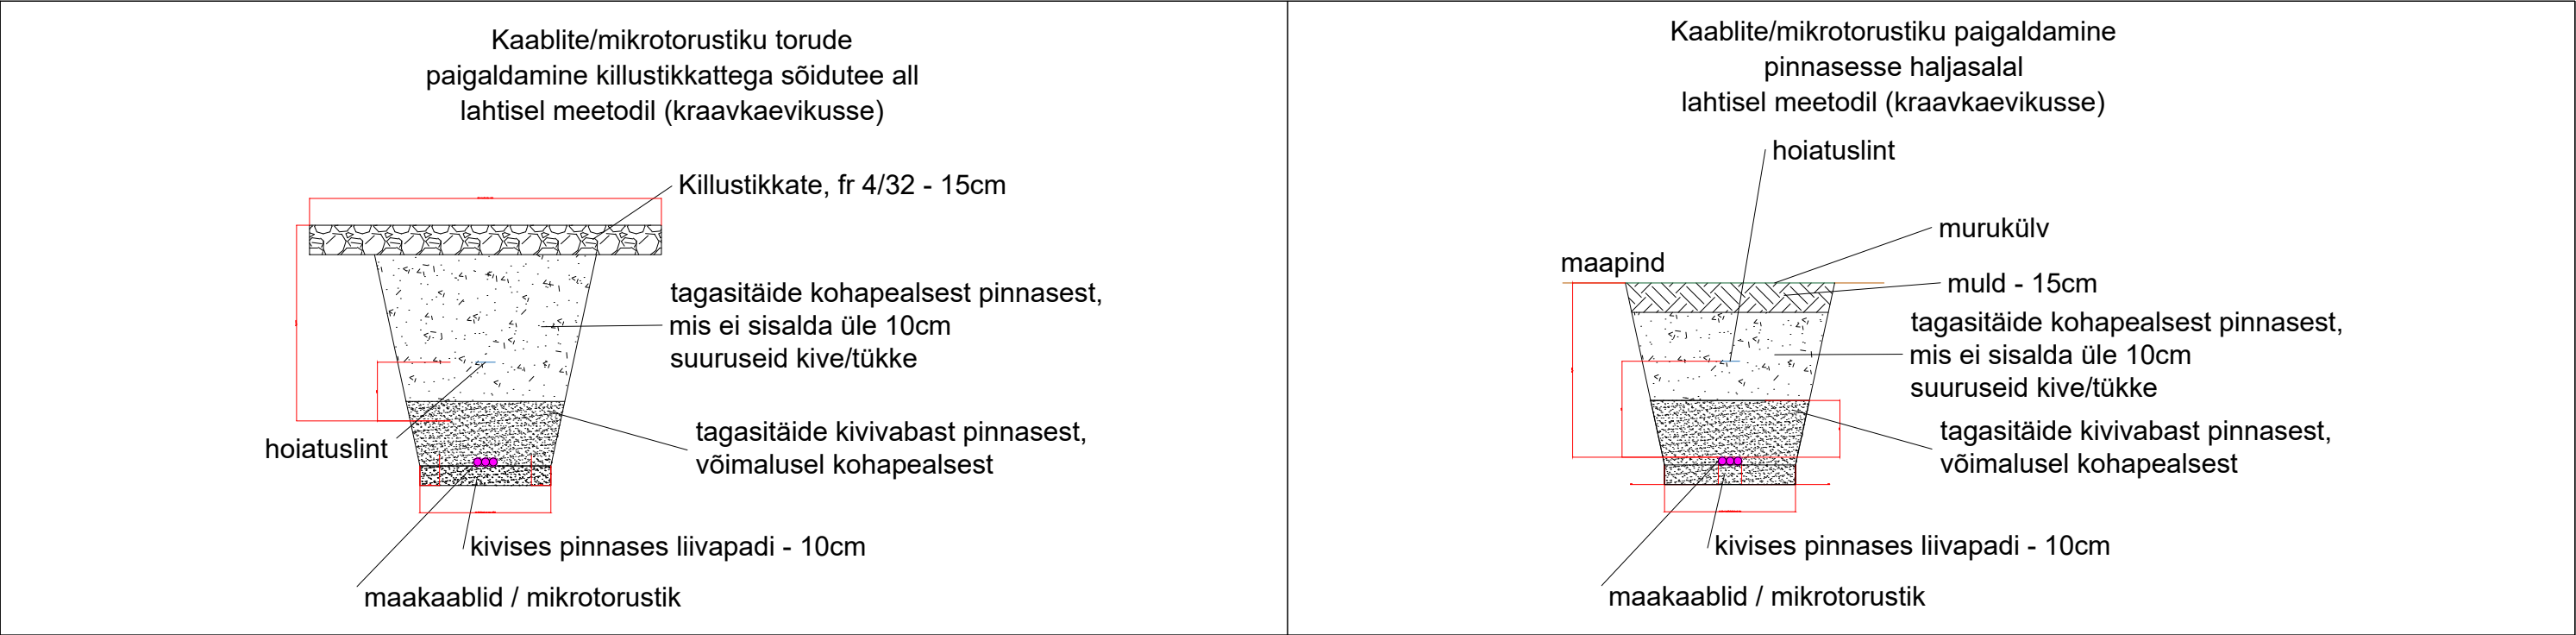 Kaablite/mikrotorustiku torude
paigaldamine killustikkattega sõidutee all
lahtisel meetodil (kraavkaevikusse)
Killustikkate, fr 4/32 - 15cm
tagasitäide kohapealsest pinnasest,
mis ei sisalda üle 10cm
suuruseid kive/tükke
hoiatuslint
tagasitäide kivivabast pinnasest,
võimalusel kohapealsest
kivises pinnases liivapadi - 10cm
maakaablid / mikrotorustik
Kaablite/mikrotorustiku paigaldamine
pinnasesse haljasalal
lahtisel meetodil (kraavkaevikusse)
hoiatuslint
murukülv
maapind
muld - 15cm
tagasitäide kohapealsest pinnasest,
mis ei sisalda üle 10cm
suuruseid kive/tükke
tagasitäide kivivabast pinnasest,
võimalusel kohapealsest
kivises pinnases liivapadi - 10cm
maakaablid / mikrotorustik